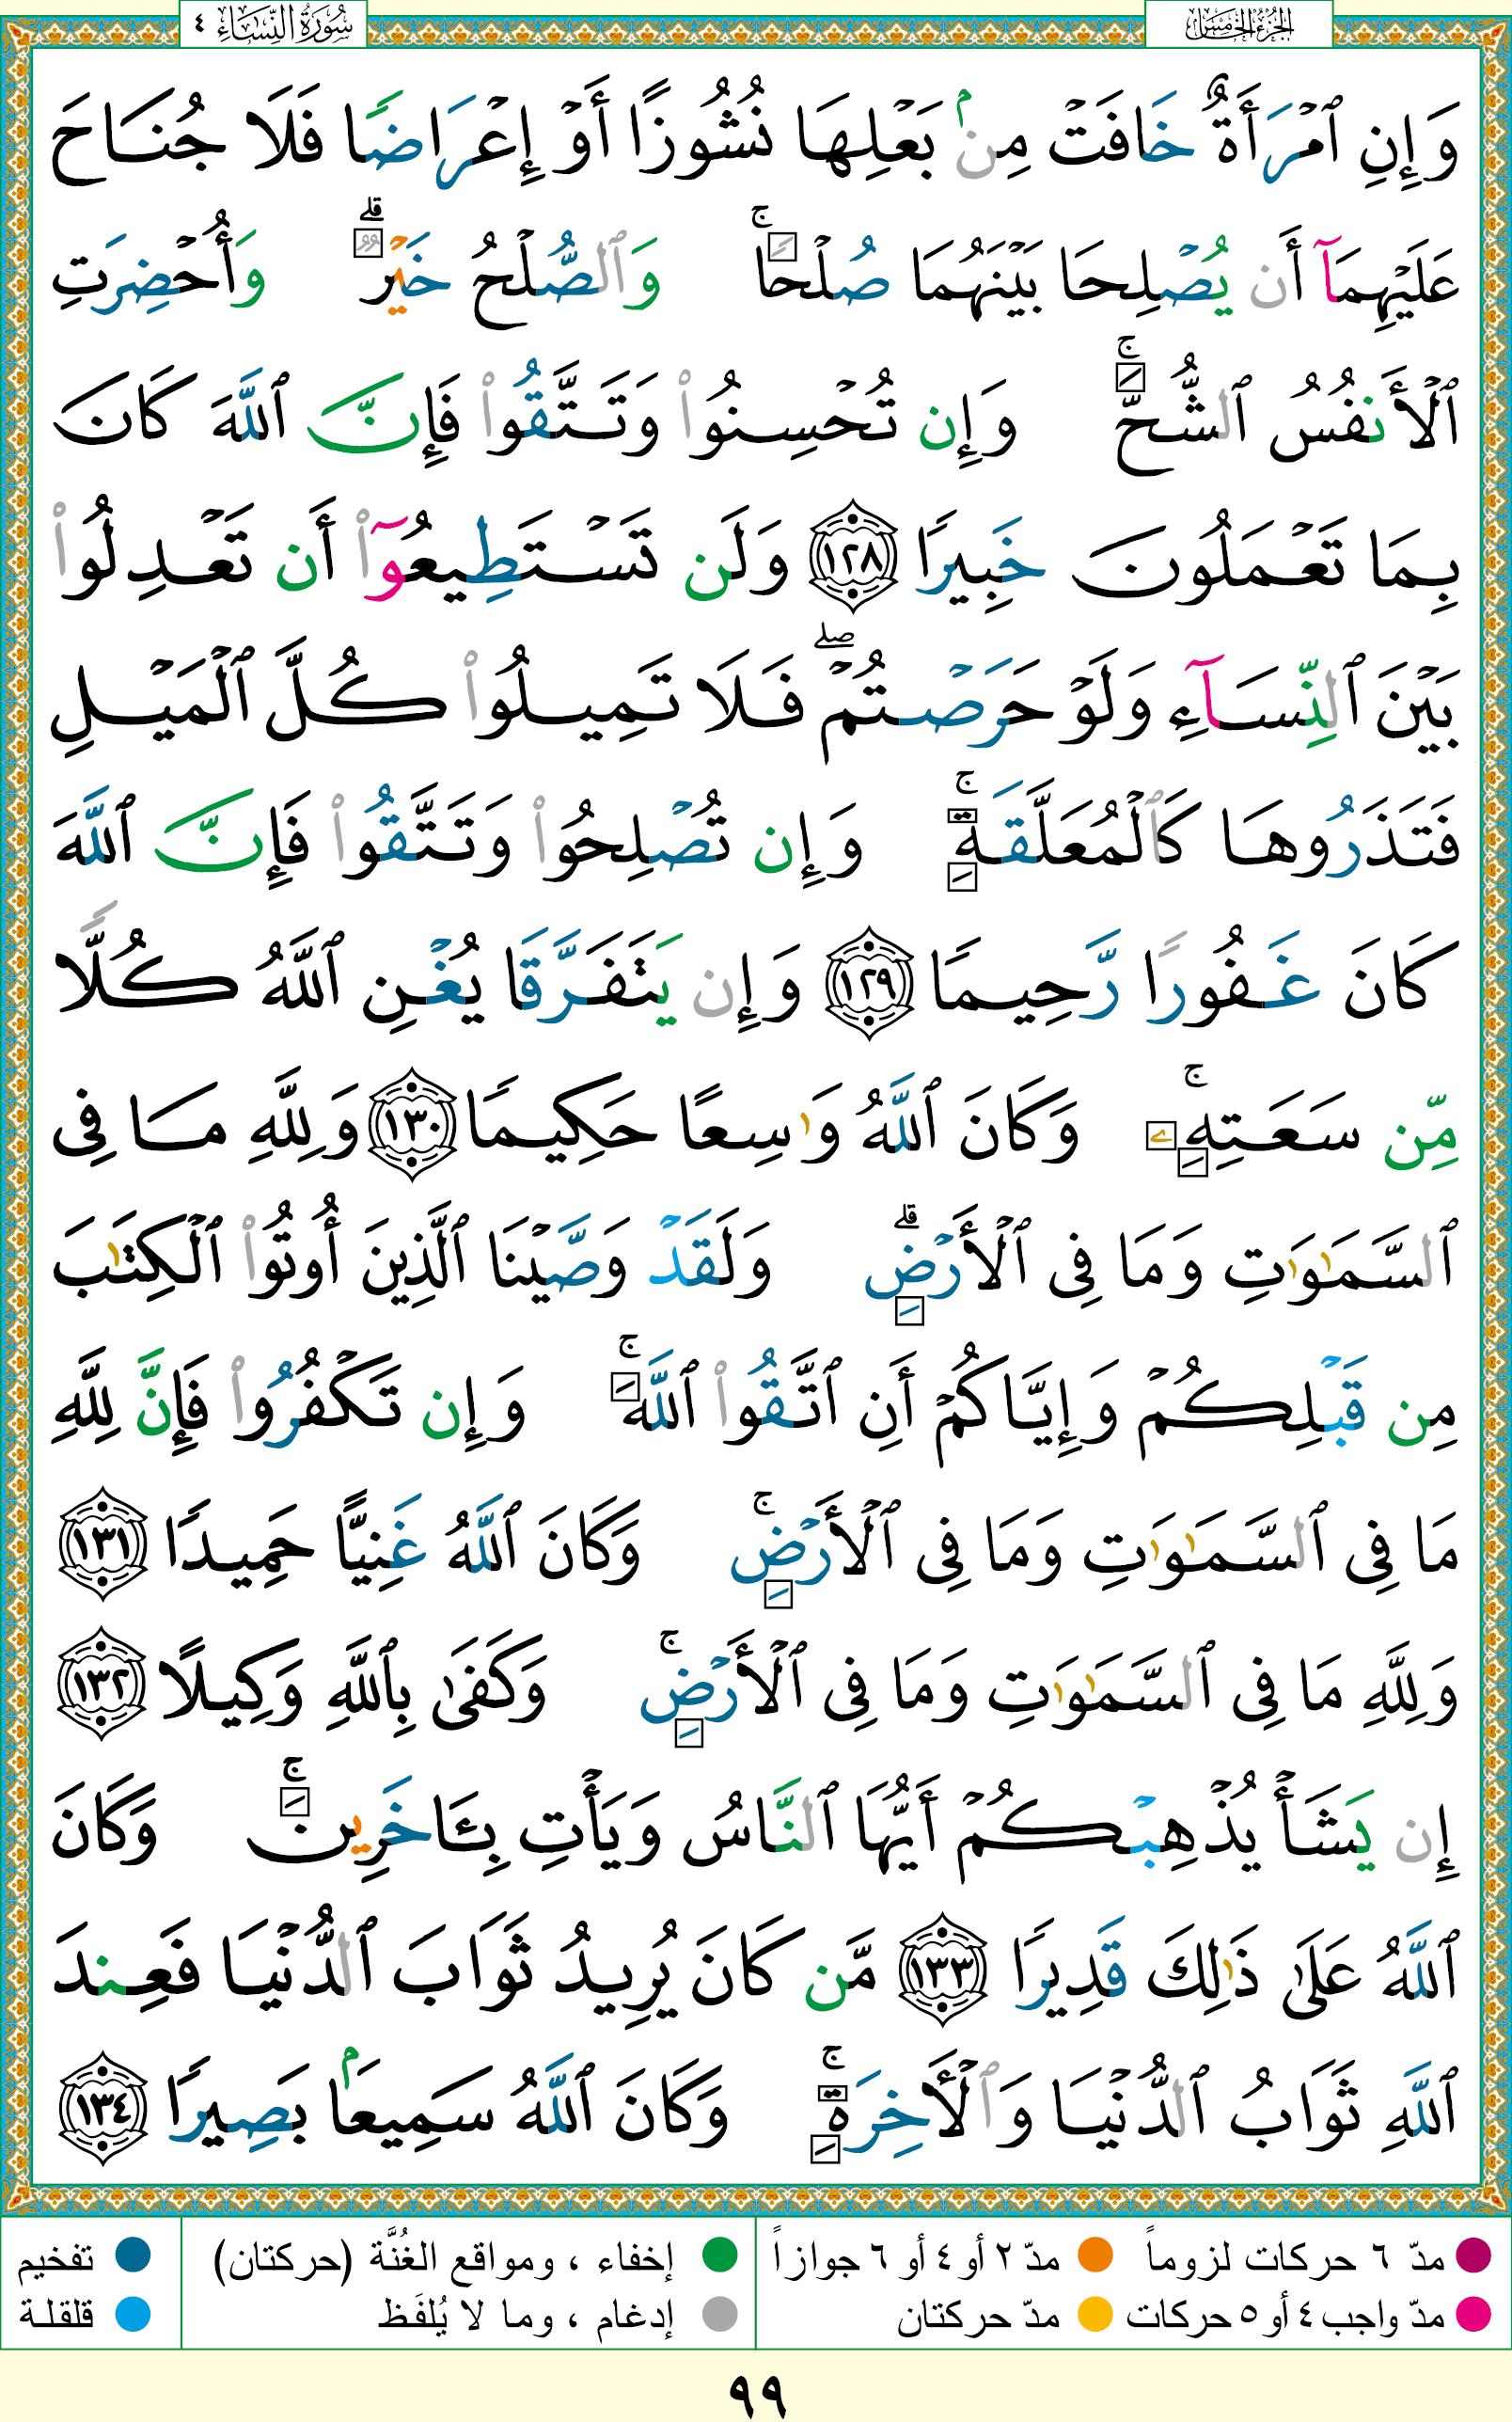 الجزء الخامس
سورة النساء ٤
وَإِنِ ٱمۡرَأَةٌ خَافَتۡ مِنۢ بَعۡلِهَا نُشُوزًا أَوۡ إِعۡرَاضٗا فَلَا جُنَاحَ
عَلَيۡهِمَآ أَن يُصۡلِحَا بَيۡنَهُمَا صُلۡحٗاۚ وَٱلصُّلۡحُ خَيۡرٞۗ وَأُحۡضِرَتِ
ٱلۡأَنفُسُ ٱلشُّحَّۚ وَإِن تُحۡسِنُواْ وَتَتَّقُواْ فَإِنَّ ٱللَّهَ كَانَ
بِمَا تَعۡمَلُونَ خَبِيرٗا ١٢٨ وَلَن تَسۡتَطِيعُوٓاْ أَن تَعۡدِلُواْ
بَيۡنَ ٱلنِّسَآءِ وَلَوۡ حَرَصۡتُمۡۖ فَلَا تَمِيلُواْ كُلَّ ٱلۡمَيۡلِ
فَتَذَرُوهَا كَٱلۡمُعَلَّقَةِۚ وَإِن تُصۡلِحُواْ وَتَتَّقُواْ فَإِنَّ ٱللَّهَ
كَانَ غَفُورٗا رَّحِيمٗا ١٢٩ وَإِن يَتَفَرَّقَا يُغۡنِ ٱللَّهُ كُلّٗا
مِّن سَعَتِهِۦۚ وَكَانَ ٱللَّهُ وَٰسِعًا حَكِيمٗا ١٣٠ وَلِلَّهِ مَا فِي
ٱلسَّمَٰوَٰتِ وَمَا فِي ٱلۡأَرۡضِۗ وَلَقَدۡ وَصَّيۡنَا ٱلَّذِينَ أُوتُواْ ٱلۡكِتَٰبَ
مِن قَبۡلِكُمۡ وَإِيَّاكُمۡ أَنِ ٱتَّقُواْ ٱللَّهَۚ وَإِن تَكۡفُرُواْ فَإِنَّ لِلَّهِ
مَا فِي ٱلسَّمَٰوَٰتِ وَمَا فِي ٱلۡأَرۡضِۚ وَكَانَ ٱللَّهُ غَنِيًّا حَمِيدٗا ١٣١
وَلِلَّهِ مَا فِي ٱلسَّمَٰوَٰتِ وَمَا فِي ٱلۡأَرۡضِۚ وَكَفَىٰ بِٱللَّهِ وَكِيلًا ١٣٢
إِن يَشَأۡ يُذۡهِبۡكُمۡ أَيُّهَا ٱلنَّاسُ وَيَأۡتِ بِـَٔاخَرِينَۚ وَكَانَ
ٱللَّهُ عَلَىٰ ذَٰلِكَ قَدِيرٗا ١٣٣ مَّن كَانَ يُرِيدُ ثَوَابَ ٱلدُّنۡيَا فَعِندَ
ٱللَّهِ ثَوَابُ ٱلدُّنۡيَا وَٱلۡأٓخِرَةِۚ وَكَانَ ٱللَّهُ سَمِيعَۢا بَصِيرٗا ١٣٤
مدّ ٦ حركات لزوماً مدّ ٢ أو ٤ أو ٦ جوازاً إخفاء ، ومواقع الغُنَّة (حركتان) تفخيم
مدّ واجب ٤ أو ٥ حركات مدّ حركتان إدغام ، وما لا يُلفَظ قلقلة
٩٩